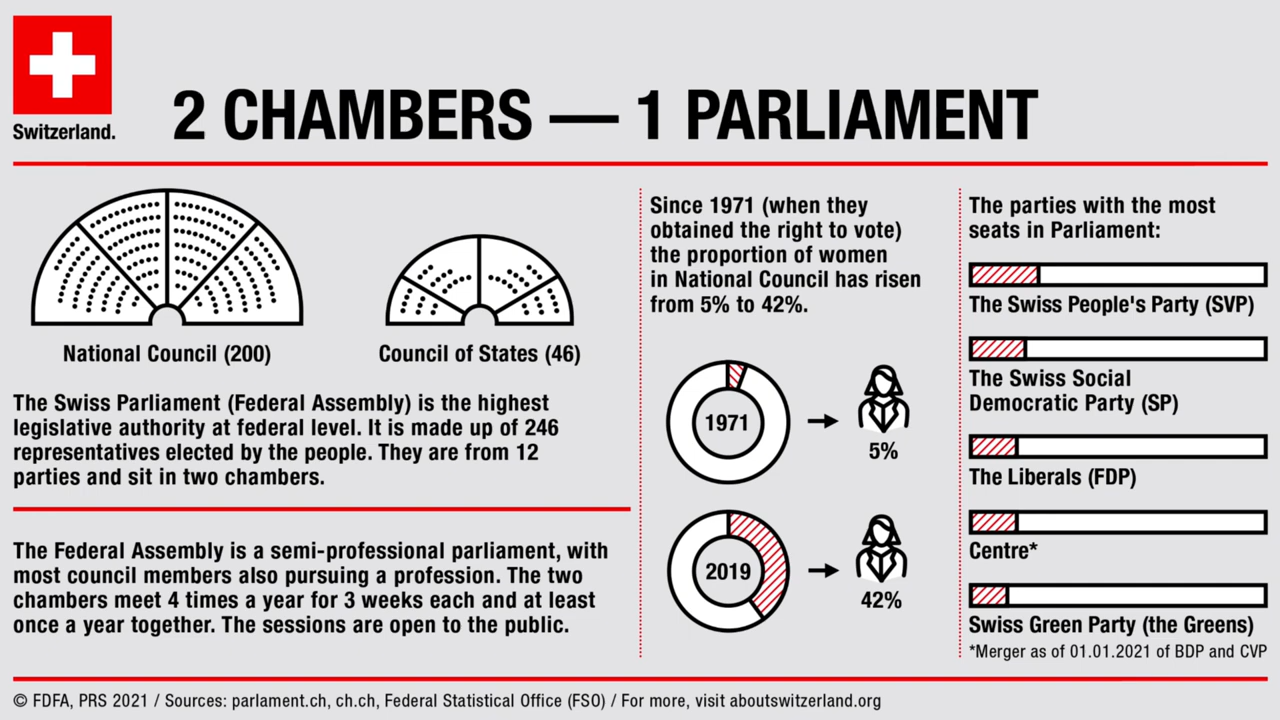 Switzerland.
2 CHAMBERS — 1 PARLIAMENT
National Council (200)
Council of States (46)
The Swiss Parliament (Federal Assembly) is the highest
legislative authority at federal level. It is made up of 246
representatives elected by the people. They are from 12
parties and sit in two chambers.
The Federal Assembly is a semi-professional parliament, with
most council members also pursuing a profession. The two
chambers meet 4 times a year for 3 weeks each and at least
once a year together. The sessions are open to the public.
Since 1971 (when they
obtained the right to vote)
the proportion of women
in National Council has risen
from 5% to 42%.
1971
5%
2019
42%
The parties with the most
seats in Parliament:
The Swiss People's Party (SVP)
The Swiss Social
Democratic Party (SP)
The Liberals (FDP)
Centre*
Swiss Green Party (the Greens)
*Merger as of 01.01.2021 of BDP and CVP
© FDFA, PRS 2021 / Sources: parlament.ch, ch.ch, Federal Statistical Office (FSO) / For more, visit aboutswitzerland.org